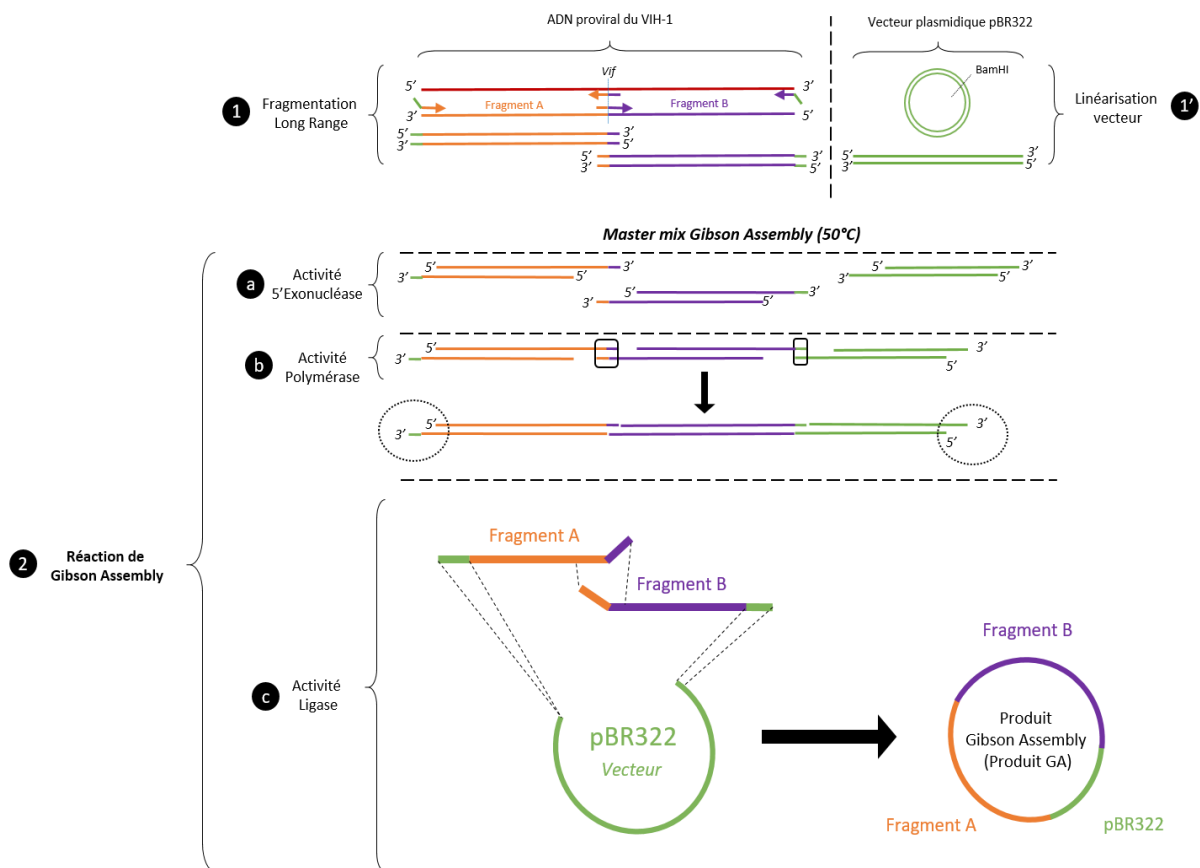 ADN proviral du VIH-1
Vecteur plasmidique pBR322
Vif
BamHI
5’
3’
1
Fragmentation
Long Range
Fragment A
Fragment B
3’
5’
Linéarisation
vecteur
1’
5’
3’
3’
5’
5’
3’
3’
5’
5’
3’
3’
5’
Master mix Gibson Assembly (50°C)
a
Activité
5’Exonucléase
5’
3’
3’
5’
5’
3’
3’
5’
5’
3’
3’
5’
b
Activité
Polymérase
5’
3’
3’
5’
5’
3’
3’
5’
2
Réaction de
Gibson Assembly
c
Activité
Ligase
Fragment A
Fragment B
pBR322
Vecteur
Fragment B
Produit
Gibson Assembly
(Produit GA)
Fragment A
pBR322